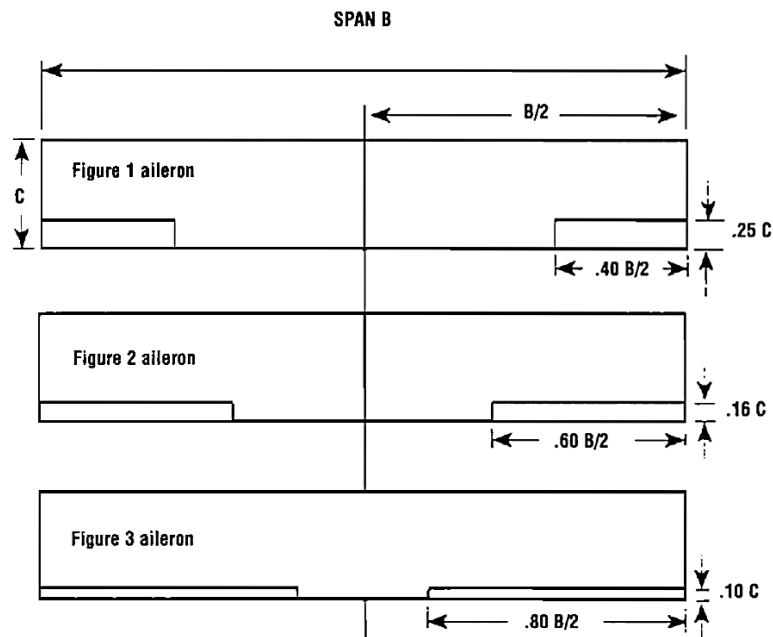 SPAN B
B/2
Figure 1 aileron
C
.25 C
.40 B/2
Figure 2 aileron
.16 C
.60 B/2
Figure 3 aileron
.10 C
.80 B/2